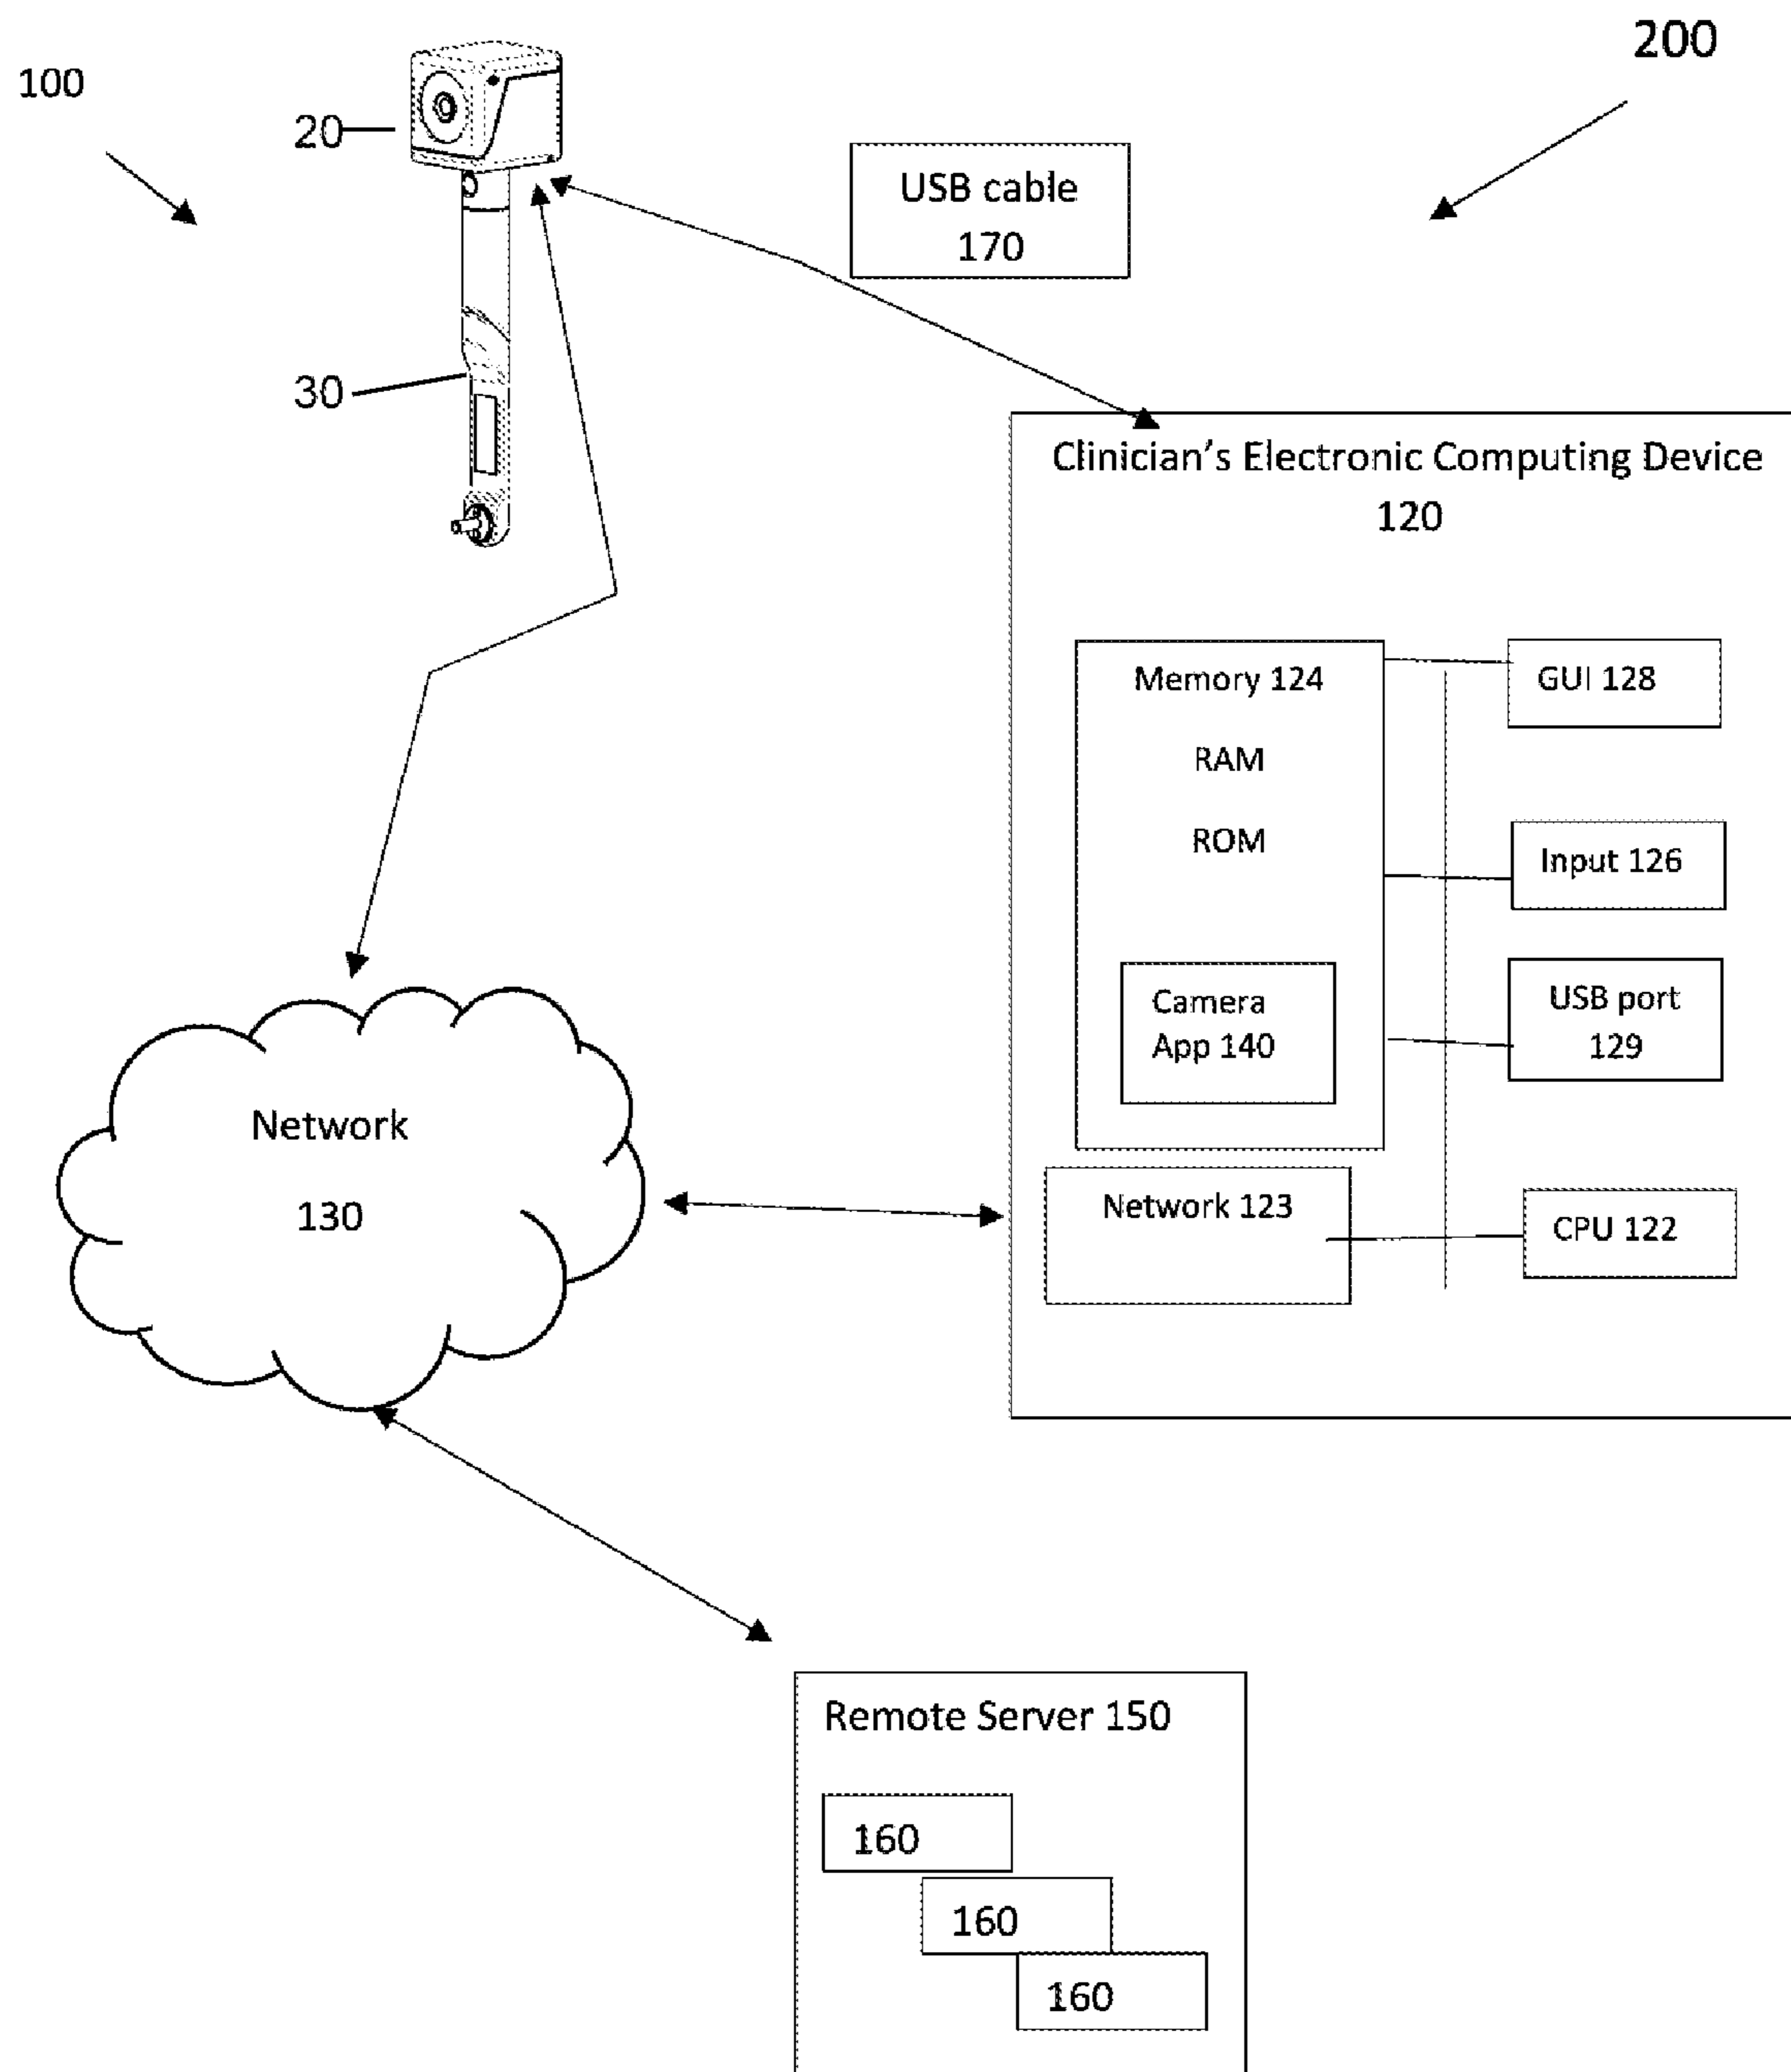 200
100
20
USB cable
170
30
Clinician's Electronic Computing Device
120
Memory 124
GUI 128
RAM
ROM
Input 126
Camera
App 140
USB port
129
Network
130
Network 123
CPU 122
Remote Server 150
160
160
160